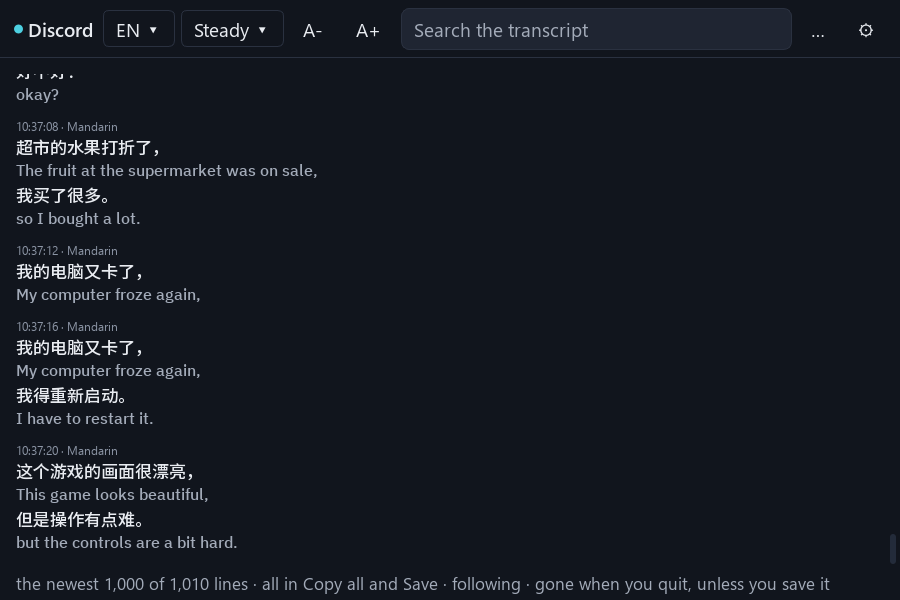 Discord EN ▼ Steady ▼ A- A+ Search the transcript ...
okay?
10:37:08 · Mandarin
超市的水果打折了，
The fruit at the supermarket was on sale,
我买了很多。
so I bought a lot.
10:37:12 · Mandarin
我的电脑又卡了，
My computer froze again,
10:37:16 · Mandarin
我的电脑又卡了，
My computer froze again,
我得重新启动。
I have to restart it.
10:37:20 · Mandarin
这个游戏的画面很漂亮，
This game looks beautiful,
但是操作有点难。
but the controls are a bit hard.
the newest 1,000 of 1,010 lines · all in Copy all and Save · following · gone when you quit, unless you save it